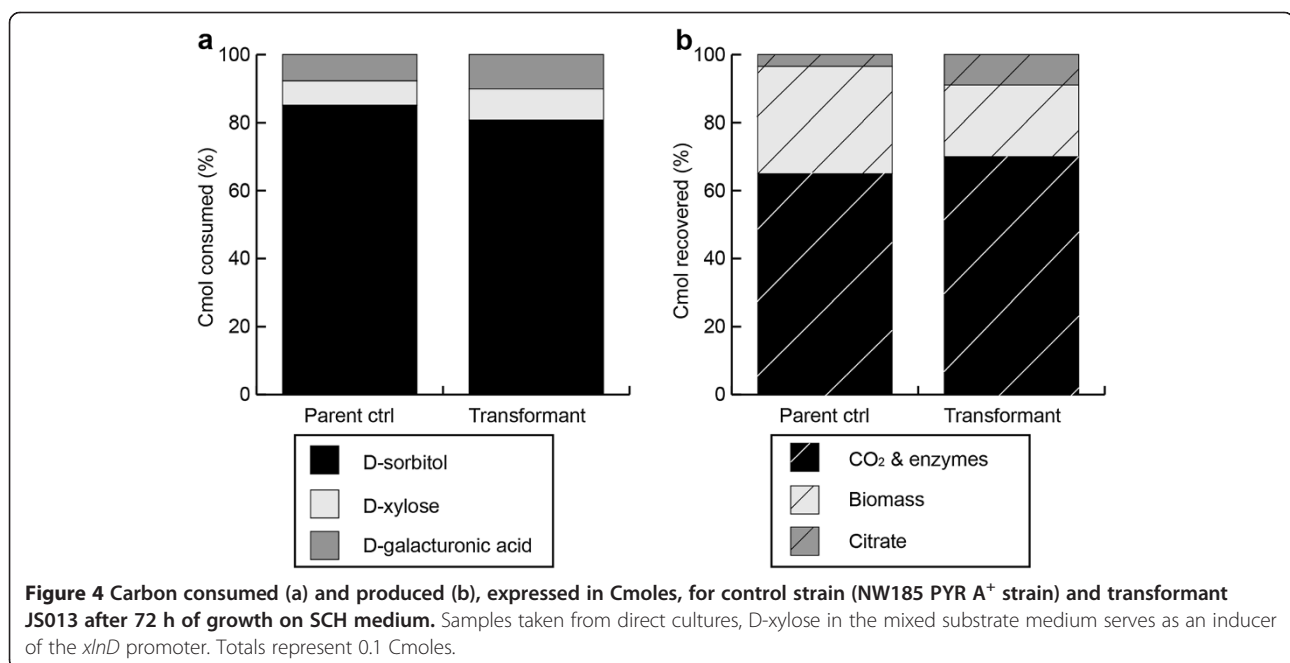 a
100
80
60
40
20
0
Cmol consumed (%)
Parent ctrl
Transformant
D-sorbitol
D-xylose
D-galacturonic acid
b
100
80
60
40
20
0
Cmol recovered (%)
Parent ctrl
Transformant
CO₂ & enzymes
Biomass
Citrate
Figure 4 Carbon consumed (a) and produced (b), expressed in Cmoles, for control strain (NW185 PYR A⁺ strain) and transformant
JS013 after 72 h of growth on SCH medium. Samples taken from direct cultures, D-xylose in the mixed substrate medium serves as an inducer
of the xlnD promoter. Totals represent 0.1 Cmoles.